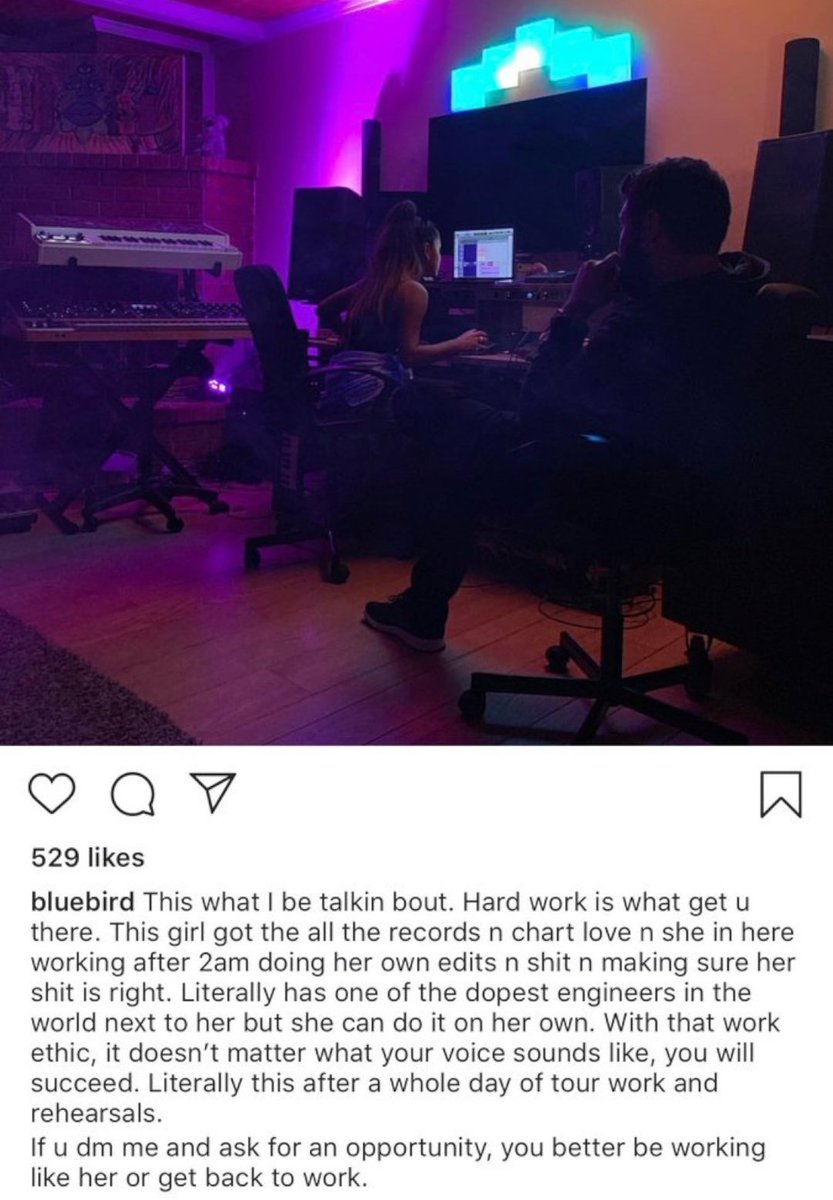 529 likes
bluebird This what I be talkin bout. Hard work is what get u
there. This girl got the all the records n chart love n she in here
working after 2am doing her own edits n shit n making sure her
shit is right. Literally has one of the dopest engineers in the
world next to her but she can do it on her own. With that work
ethic, it doesn’t matter what your voice sounds like, you will
succeed. Literally this after a whole day of tour work and
rehearsals.
If u dm me and ask for an opportunity, you better be working
like her or get back to work.